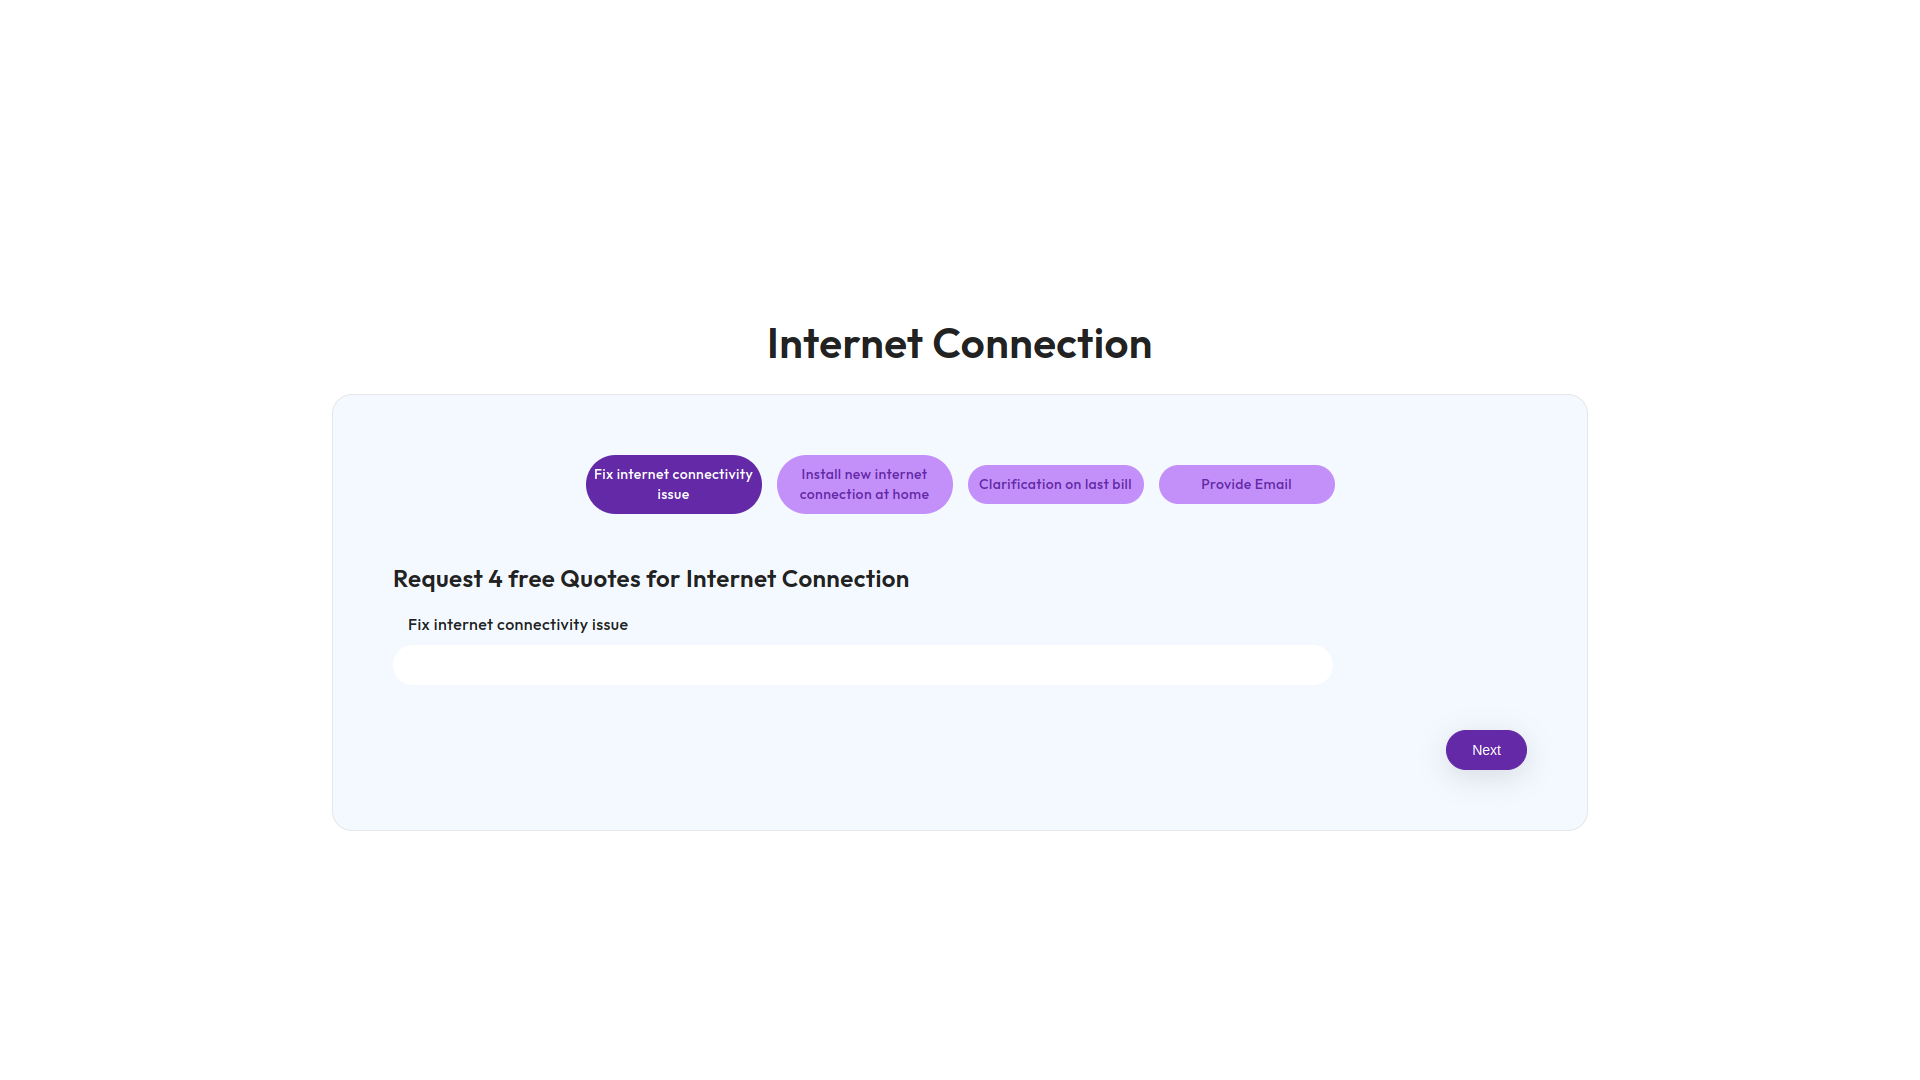 Internet Connection
Fix internet connectivity
issue
Install new internet
connection at home
Clarification on last bill
Provide Email
Request 4 free Quotes for Internet Connection
Fix internet connectivity issue
Next